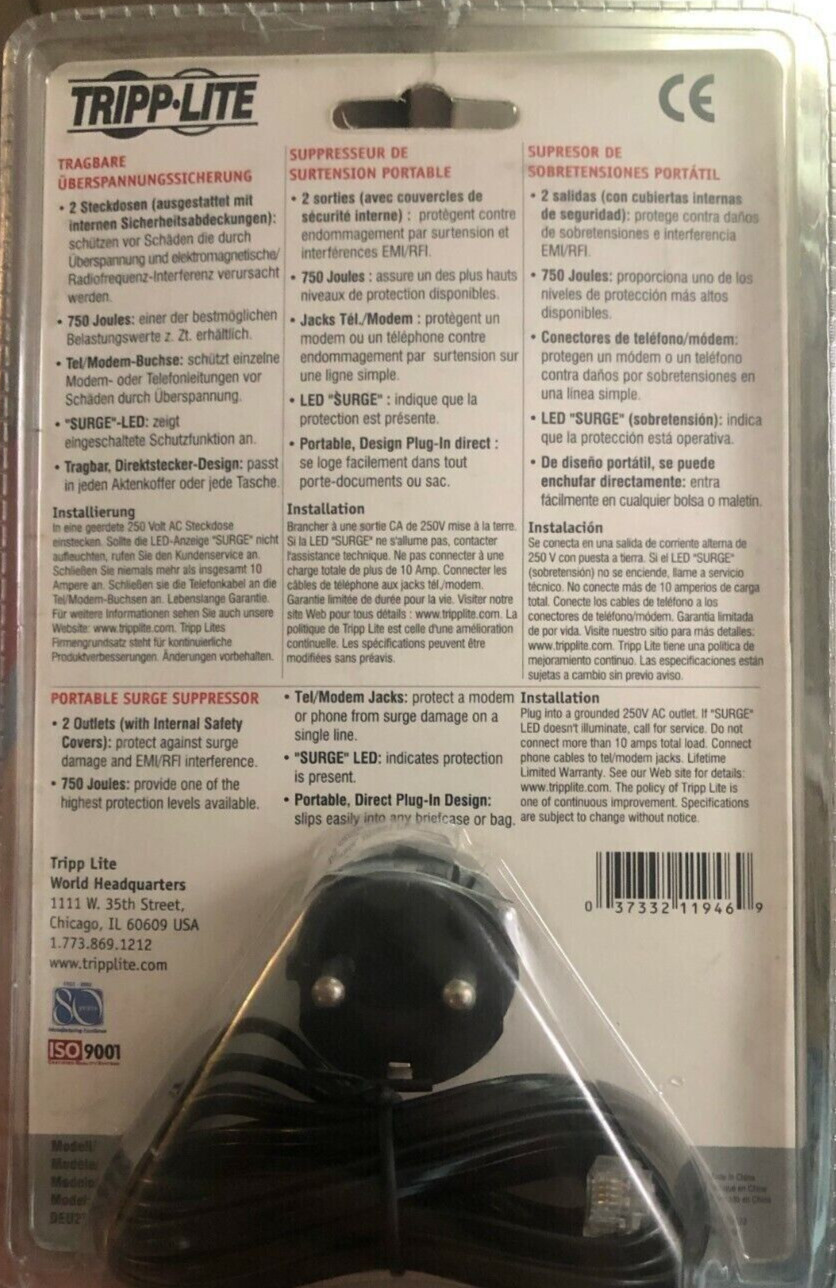 TRIPP·LITE
CE
TRAGBARE
ÜBERSPANNUNGSSICHERUNG
• 2 Steckdosen (ausgestattet mit
internen Sicherheitsabdeckungen):
schützen vor Schäden die durch
Überspannung und elektromagnetische/
Radiofrequenz-Interferenz verursacht
werden.
• 750 Joules: einer der bestmöglichen
Belastungswerte z. Zt. erhältlich.
• Tel/Modem-Buchse: schützt einzelne
Modem- oder Telefonleitungen vor
Schäden durch Überspannung.
• "SURGE"-LED: zeigt
eingeschaltete Schutzfunktion an.
• Tragbar, Direktstecker-Design: passt
in jeden Aktenkoffer oder jede Tasche.
Installierung
In eine geerdete 250 Volt AC Steckdose
einstecken. Sollte die LED-Anzeige "SURGE" nicht
aufleuchten, rufen Sie den Kundenservice an.
Schließen Sie niemals mehr als insgesamt 10
Ampere an. Schließen sie die Telefonkabel an die
Tel/Modem-Buchsen an. Lebenslange Garantie.
Für weitere Informationen sehen Sie auch unsere
Website: www.tripplite.com. Tripp Lites
Firmengrundsatz steht für kontinuierliche
Produktverbesserungen. Änderungen vorbehalten.
SUPPRESSEUR DE
SURTENSION PORTABLE
• 2 sorties (avec couvercles de
sécurité interne) : protègent contre
endommagement par surtension et
interférences EMI/RFI.
• 750 Joules : assure un des plus hauts
niveaux de protection disponibles.
• Jacks Tél./Modem : protègent un
modem ou un téléphone contre
endommagement par surtension sur
une ligne simple.
• LED "SURGE" : indique que la
protection est présente.
• Portable, Design Plug-In direct :
se loge facilement dans tout
porte-documents ou sac.
Installation
Brancher à une sortie CA de 250V mise à la terre.
Si la LED "SURGE" ne s'allume pas, contacter
l'assistance technique. Ne pas connecter à une
charge totale de plus de 10 Amp. Connecter les
câbles de téléphone aux jacks tél./modem.
Garantie limitée de durée pour la vie. Visiter notre
site Web pour tous détails : www.tripplite.com. La
politique de Tripp Lite est celle d'une amélioration
continuelle. Les spécifications peuvent être
modifiées sans préavis.
SUPRESOR DE
SOBRETENSIONES PORTÁTIL
• 2 salidas (con cubiertas internas
de seguridad): protege contra daños
de sobretensiones e interferencia
EMI/RFI.
• 750 Joules: proporciona uno de los
niveles de protección más altos
disponibles.
• Conectores de teléfono/módem:
protegen un módem o un teléfono
contra daños por sobretensiones en
una línea simple.
• LED "SURGE" (sobretensión): indica
que la protección está operativa.
• De diseño portátil, se puede
enchufar directamente: entra
fácilmente en cualquier bolsa o maletín.
Instalación
Se conecta en una salida de corriente alterna de
250 V con puesta a tierra. Si el LED "SURGE"
(sobretensión) no se enciende, llame a servicio
técnico. No conecte más de 10 amperios de carga
total. Conecte los cables de teléfono a los
conectores de teléfono/módem. Garantía limitada
de por vida. Visite nuestro sitio para más detalles:
www.tripplite.com. Tripp Lite tiene una política de
mejoramiento continuo. Las especificaciones están
sujetas a cambio sin previo aviso.
PORTABLE SURGE SUPPRESSOR
• 2 Outlets (with Internal Safety
Covers): protect against surge
damage and EMI/RFI interference.
• 750 Joules: provide one of the
highest protection levels available.
• Tel/Modem Jacks: protect a modem
or phone from surge damage on a
single line.
• "SURGE" LED: indicates protection
is present.
• Portable, Direct Plug-In Design:
slips easily into any briefcase or bag.
Installation
Plug into a grounded 250V AC outlet. If "SURGE"
LED doesn't illuminate, call for service. Do not
connect more than 10 amps total load. Connect
phone cables to tel/modem jacks. Lifetime
Limited Warranty. See our Web site for details:
www.tripplite.com. The policy of Tripp Lite is
one of continuous improvement. Specifications
are subject to change without notice.
Tripp Lite
World Headquarters
1111 W. 35th Street,
Chicago, IL 60609 USA
1.773.869.1212
www.tripplite.com
0 37332 11946 9
80
ISO 9001
Modell:
Modèle:
Modelo:
Model:
in China
en China
en China